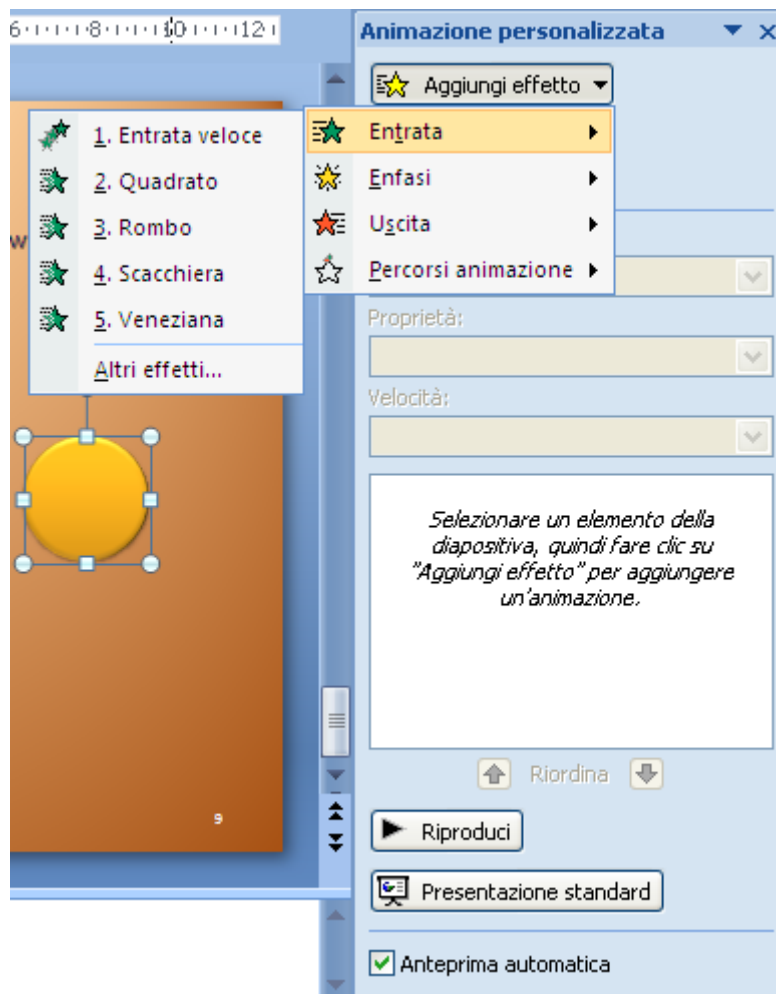 6 8 10 12
Animazione personalizzata
Aggiungi effetto
1. Entrata veloce
2. Quadrato
3. Rombo
4. Scacchiera
5. Veneziana
Altri effetti...
Entrata
Enfasi
Uscita
Percorsi animazione
w
Proprietà:
Velocità:
Selezionare un elemento della
diapositiva, quindi fare clic su
"Aggiungi effetto" per aggiungere
un'animazione.
Riordina
9
Riproduci
Presentazione standard
Anteprima automatica